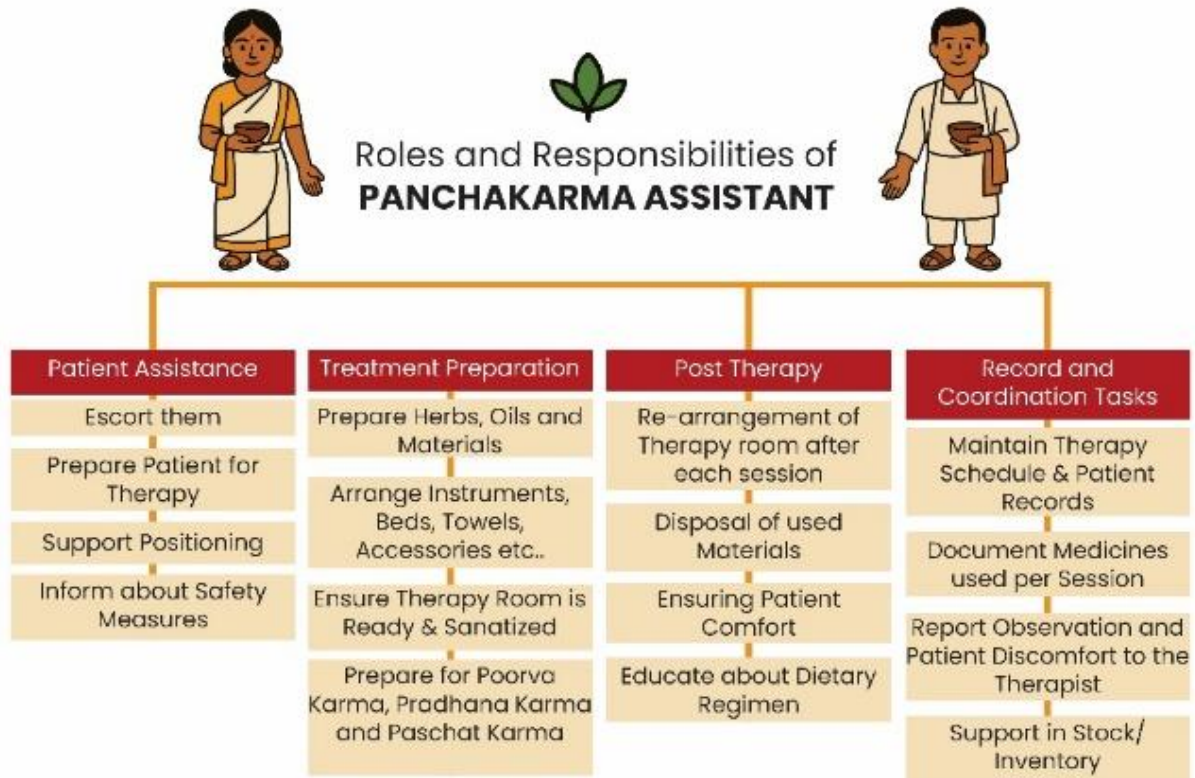 Roles and Responsibilities of
PANCHAKARMA ASSISTANT
Patient Assistance
Escort them
Prepare Patient for
Therapy
Support Positioning
Inform about Safety
Measures
Treatment Preparation
Prepare Herbs, Oils and
Materials
Arrange Instruments,
Beds, Towels,
Accessories etc..
Ensure Therapy Room is
Ready & Sanatized
Prepare for Poorva
Karma, Pradhana Karma
and Paschat Karma
Post Therapy
Re-arrangement of
Therapy room after
each session
Disposal of used
Materials
Ensuring Patient
Comfort
Educate about Dietary
Regimen
Record and
Coordination Tasks
Maintain Therapy
Schedule & Patient
Records
Document Medicines
used per Session
Report Observation and
Patient Discomfort to the
Therapist
Support in Stock/
Inventory